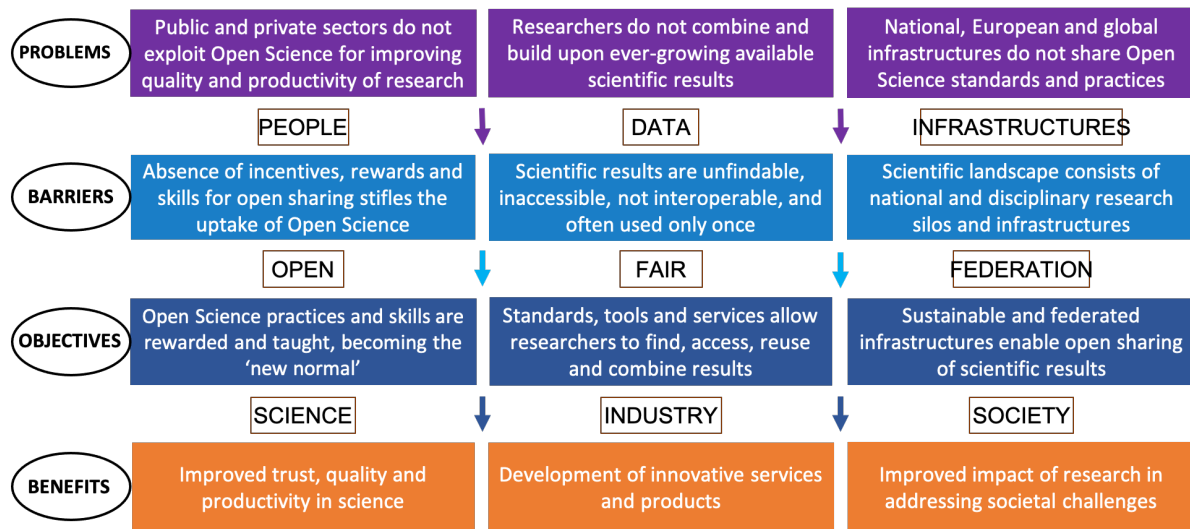 PROBLEMS
Public and private sectors do not
exploit Open Science for improving
quality and productivity of research
Researchers do not combine and
build upon ever-growing available
scientific results
National, European and global
infrastructures do not share Open
Science standards and practices
PEOPLE
DATA
INFRASTRUCTURES
BARRIERS
Absence of incentives, rewards and
skills for open sharing stifles the
uptake of Open Science
Scientific results are unfindable,
inaccessible, not interoperable, and
often used only once
Scientific landscape consists of
national and disciplinary research
silos and infrastructures
OPEN
FAIR
FEDERATION
OBJECTIVES
Open Science practices and skills are
rewarded and taught, becoming the
‘new normal’
Standards, tools and services allow
researchers to find, access, reuse
and combine results
Sustainable and federated
infrastructures enable open sharing
of scientific results
SCIENCE
INDUSTRY
SOCIETY
BENEFITS
Improved trust, quality and
productivity in science
Development of innovative services
and products
Improved impact of research in
addressing societal challenges